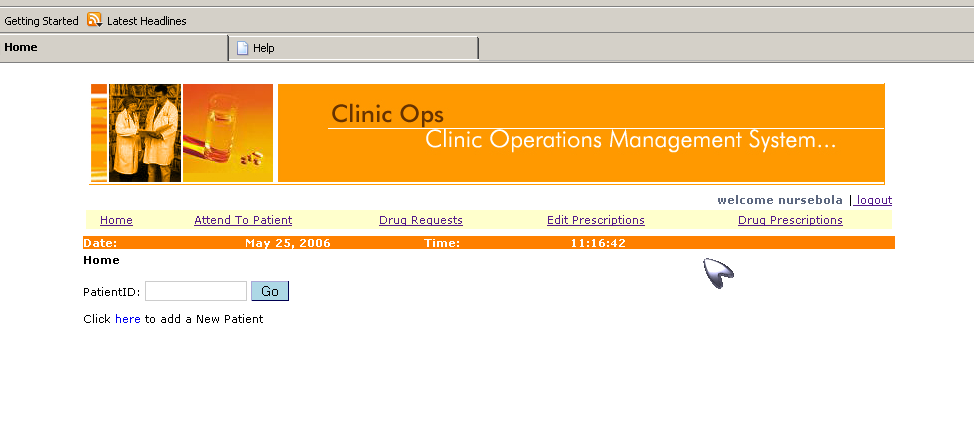 Getting Started Latest Headlines
Home Help
Clinic Ops
Clinic Operations Management System...
welcome nursebola | logout
Home Attend To Patient Drug Requests Edit Prescriptions Drug Prescriptions
Date: May 25, 2006 Time: 11:16:42
Home
PatientID: Go
Click here to add a New Patient